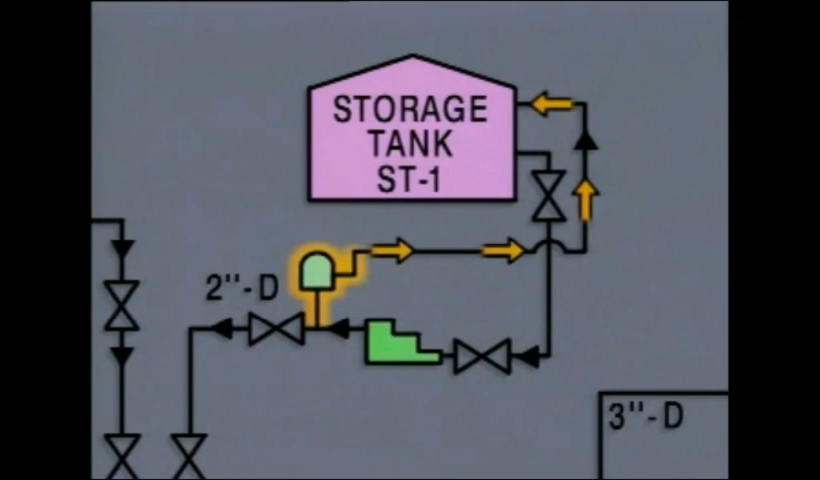 STORAGE
TANK
ST-1
2"-D
3"-D